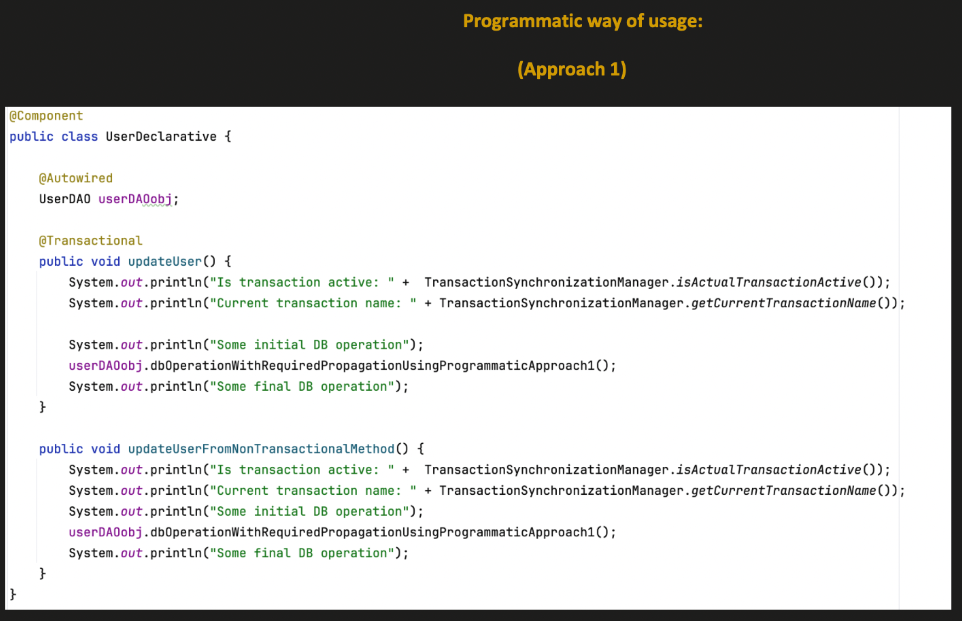 Programmatic way of usage:
(Approach 1)
@Component
public class UserDeclarative {
@Autowired
UserDAO userDAOobj;
@Transactional
public void updateUser() {
System.out.println("Is transaction active: " +  TransactionSynchronizationManager.isActualTransactionActive());
System.out.println("Current transaction name: " + TransactionSynchronizationManager.getCurrentTransactionName());
System.out.println("Some initial DB operation");
userDAOobj.dbOperationWithRequiredPropagationUsingProgrammaticApproach1();
System.out.println("Some final DB operation");
}
public void updateUserFromNonTransactionalMethod() {
System.out.println("Is transaction active: " +  TransactionSynchronizationManager.isActualTransactionActive());
System.out.println("Current transaction name: " + TransactionSynchronizationManager.getCurrentTransactionName());
System.out.println("Some initial DB operation");
userDAOobj.dbOperationWithRequiredPropagationUsingProgrammaticApproach1();
System.out.println("Some final DB operation");
}
}